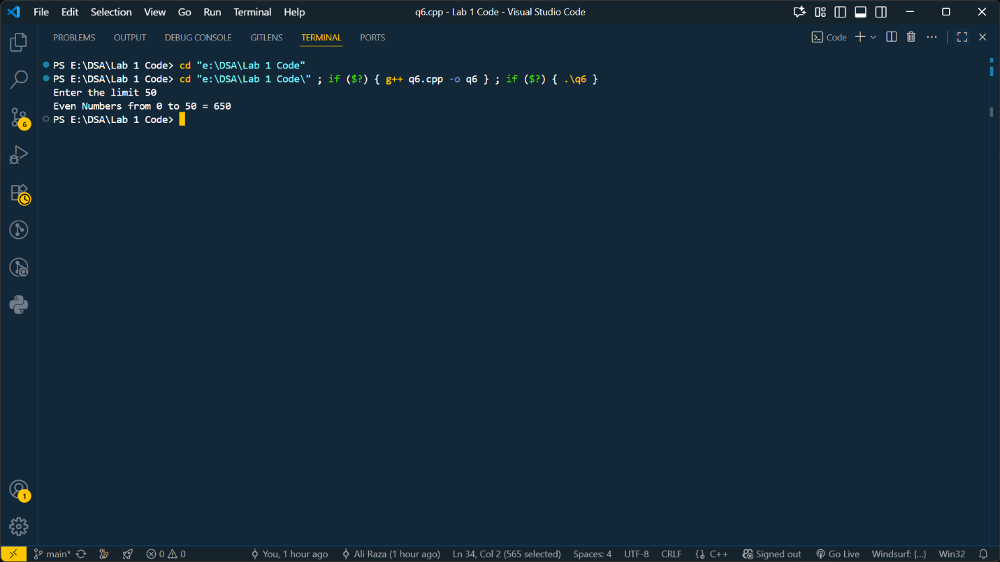 File Edit Selection View Go Run Terminal Help q6.cpp - Lab 1 Code - Visual Studio Code
PROBLEMS OUTPUT DEBUG CONSOLE GITLENS TERMINAL PORTS Code
PS E:\DSA\Lab 1 Code> cd "e:\DSA\Lab 1 Code"
PS E:\DSA\Lab 1 Code> cd "e:\DSA\Lab 1 Code\" ; if ($?) { g++ q6.cpp -o q6 } ; if ($?) { .\q6 }
Enter the limit 50
Even Numbers from 0 to 50 = 650
PS E:\DSA\Lab 1 Code>
6
1
main* 0 0 You, 1 hour ago Ali Raza (1 hour ago) Ln 34, Col 2 (565 selected) Spaces: 4 UTF-8 CRLF C++ Signed out Go Live Windsurf: {...} Win32